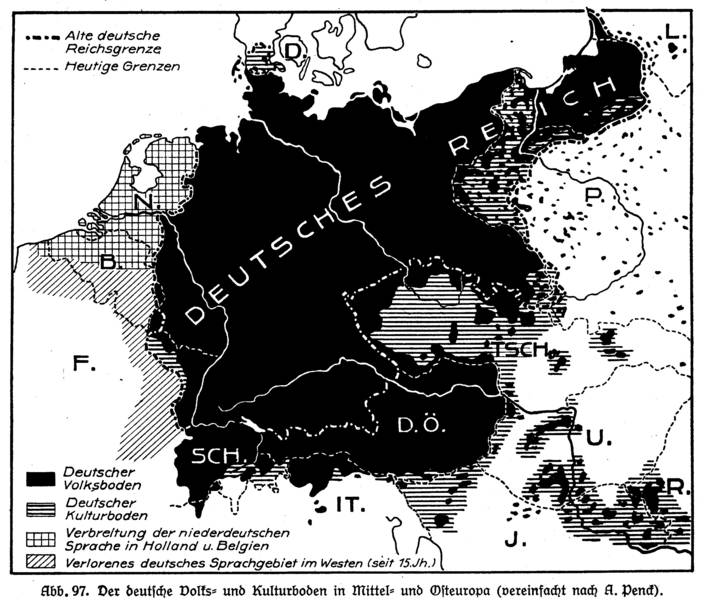 Alte deutsche
Reichsgrenze
Heutige Grenzen
D.
L.
DEUTSCHES REICH
N.
P.
B.
F.
TSCH.
D.Ö.
SCH.
U.
R.
IT.
J.
Deutscher
Volksboden
Deutscher
Kulturboden
Verbreitung der niederdeutschen
Sprache in Holland u. Belgien
Verlorenes deutsches Sprachgebiet im Westen (seit 15.Jh.)
Abb. 97. Der deutsche Volks- und Kulturboden in Mittel- und Osteuropa (vereinfacht nach A. Penck).